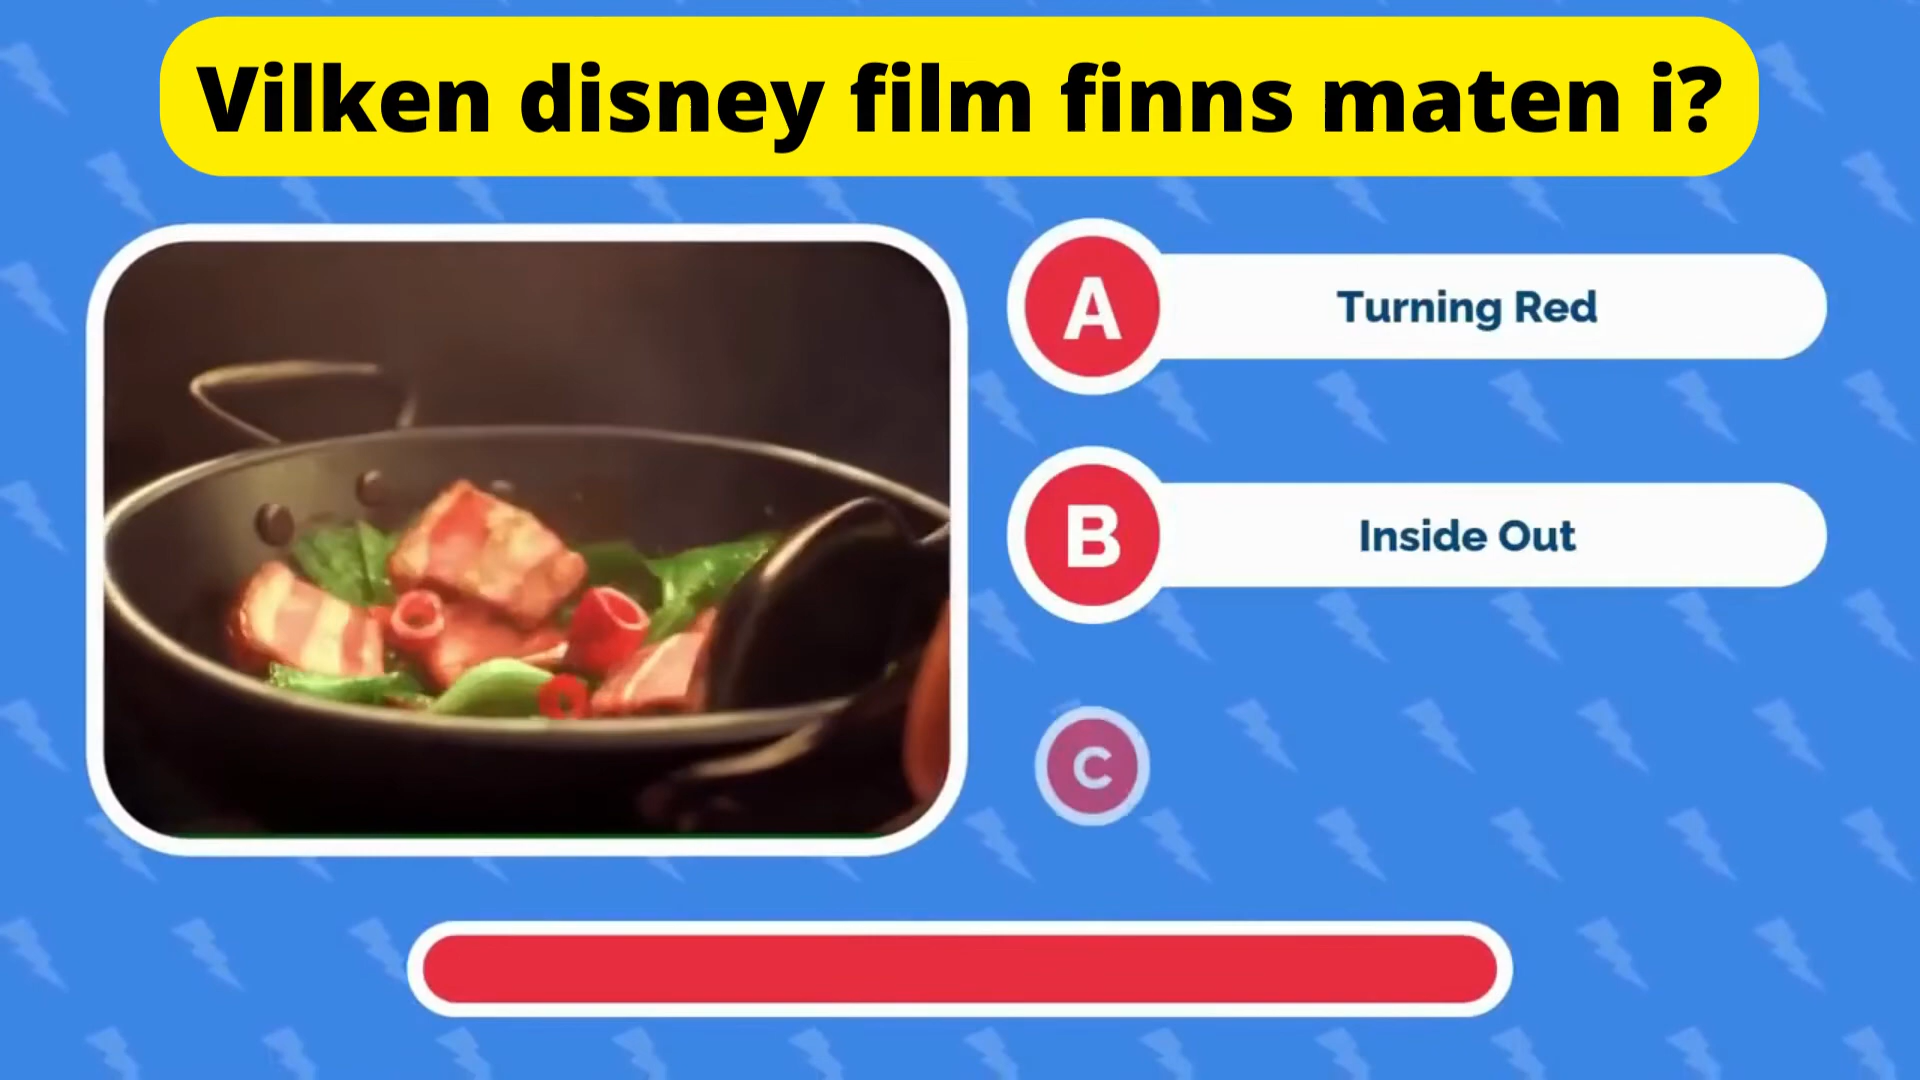 Vilken disney film finns maten i?
A
Turning Red
B
Inside Out
C